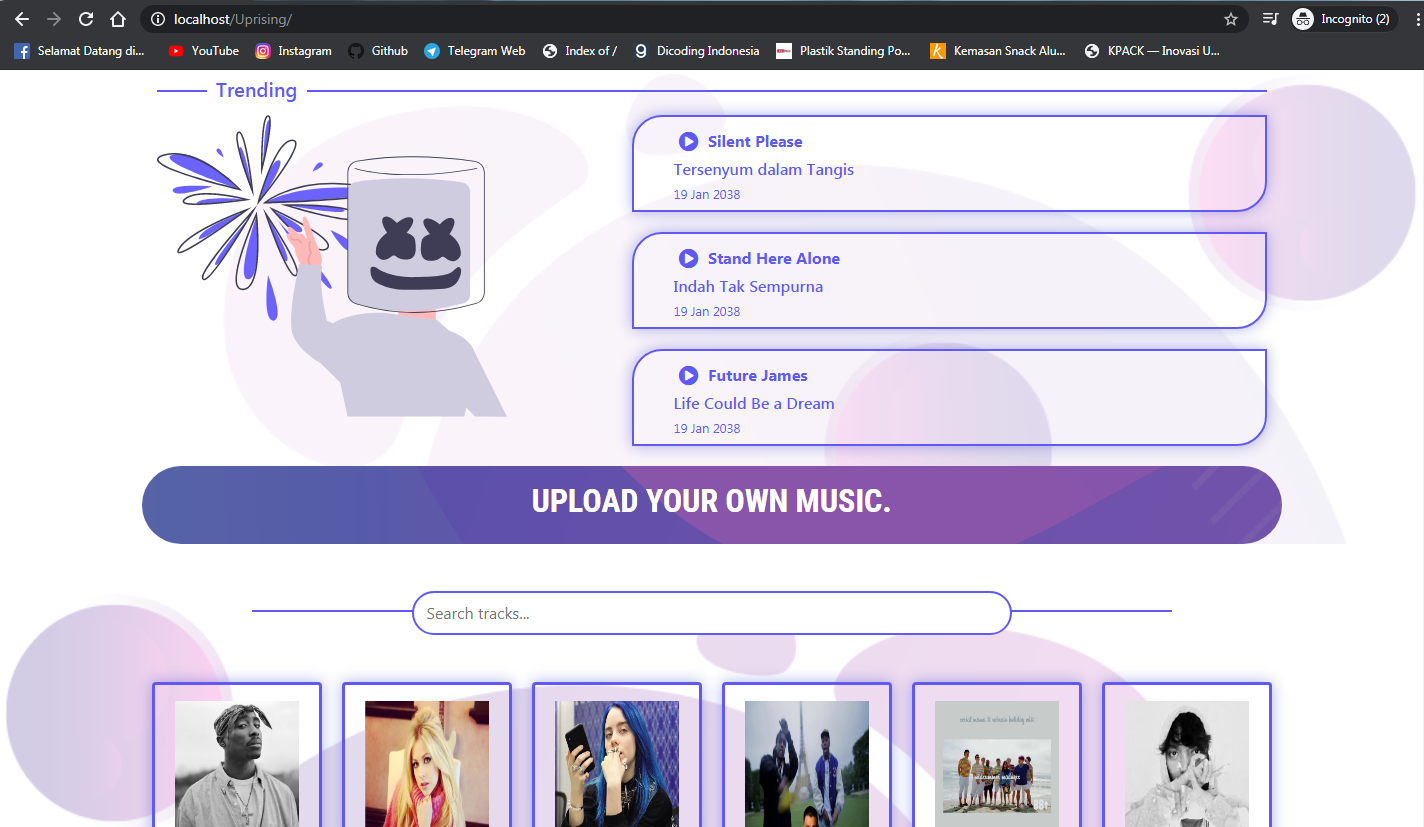 localhost/Uprising/
Incognito (2)
Selamat Datang di...
YouTube
Instagram
Github
Telegram Web
Index of /
Dicoding Indonesia
Plastik Standing Po...
Kemasan Snack Alu...
KPACK — Inovasi U...
Trending
Silent Please
Tersenyum dalam Tangis
19 Jan 2038
Stand Here Alone
Indah Tak Sempurna
19 Jan 2038
Future James
Life Could Be a Dream
19 Jan 2038
UPLOAD YOUR OWN MUSIC.
Search tracks...
midsummer madness
88↑